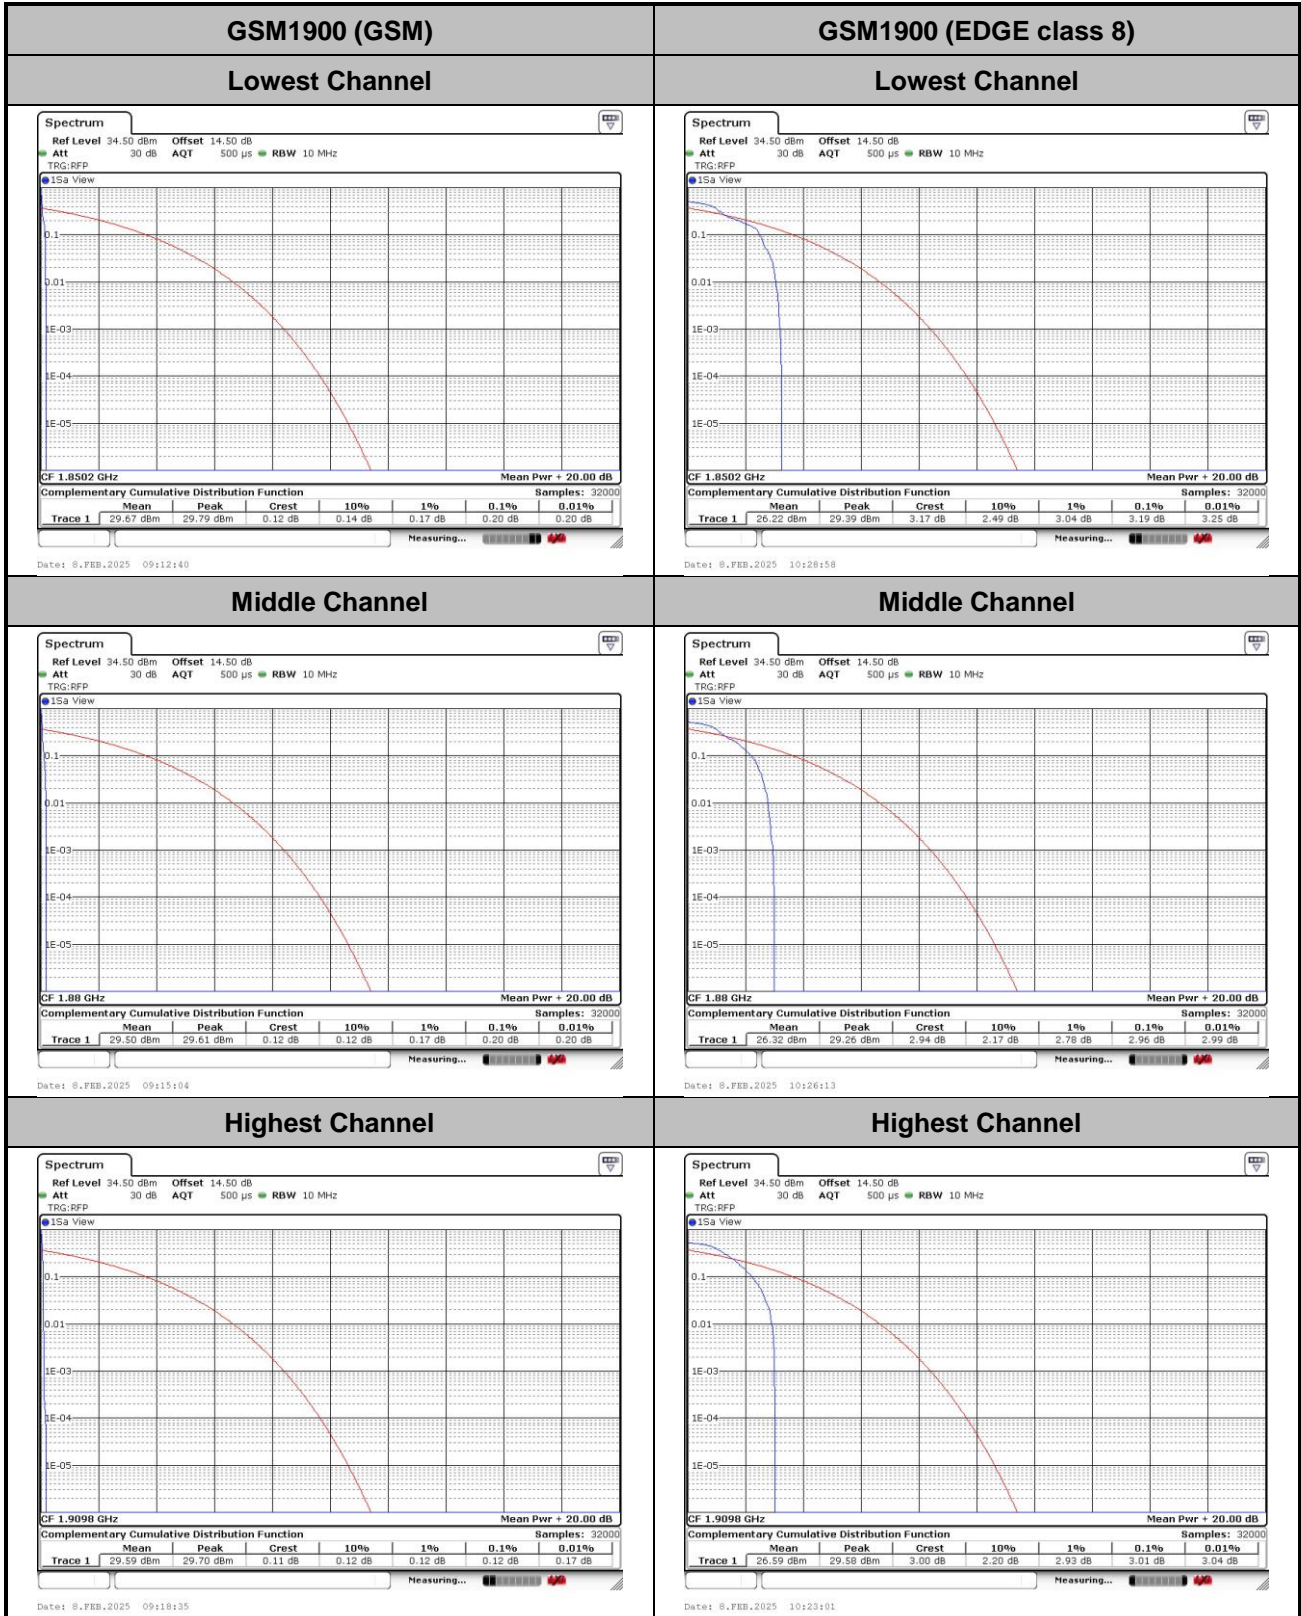 GSM1900 (GSM)
GSM1900 (EDGE class 8)
Lowest Channel
Lowest Channel
Spectrum
Ref Level 34.50 dBm Offset 14.50 dB
Att 30 dB AQT 500 µs RBW 10 MHz
TRG:RFP
1Sa View
0.1
0.01
1E-03
1E-04
1E-05
CF 1.8502 GHz Mean Pwr + 20.00 dB
Complementary Cumulative Distribution Function Samples: 32000
Mean Peak Crest 10% 1% 0.1% 0.01%
Trace 1 29.67 dBm 29.79 dBm 0.12 dB 0.14 dB 0.17 dB 0.20 dB 0.20 dB
Measuring...
Date: 8.FEB.2025 09:12:40
Spectrum
Ref Level 34.50 dBm Offset 14.50 dB
Att 30 dB AQT 500 µs RBW 10 MHz
TRG:RFP
1Sa View
0.1
0.01
1E-03
1E-04
1E-05
CF 1.8502 GHz Mean Pwr + 20.00 dB
Complementary Cumulative Distribution Function Samples: 32000
Mean Peak Crest 10% 1% 0.1% 0.01%
Trace 1 26.22 dBm 29.39 dBm 3.17 dB 2.49 dB 3.04 dB 3.19 dB 3.25 dB
Measuring...
Date: 8.FEB.2025 10:28:58
Middle Channel
Middle Channel
Spectrum
Ref Level 34.50 dBm Offset 14.50 dB
Att 30 dB AQT 500 µs RBW 10 MHz
TRG:RFP
1Sa View
0.1
0.01
1E-03
1E-04
1E-05
CF 1.88 GHz Mean Pwr + 20.00 dB
Complementary Cumulative Distribution Function Samples: 32000
Mean Peak Crest 10% 1% 0.1% 0.01%
Trace 1 29.50 dBm 29.61 dBm 0.12 dB 0.12 dB 0.17 dB 0.20 dB 0.20 dB
Measuring...
Date: 8.FEB.2025 09:15:04
Spectrum
Ref Level 34.50 dBm Offset 14.50 dB
Att 30 dB AQT 500 µs RBW 10 MHz
TRG:RFP
1Sa View
0.1
0.01
1E-03
1E-04
1E-05
CF 1.88 GHz Mean Pwr + 20.00 dB
Complementary Cumulative Distribution Function Samples: 32000
Mean Peak Crest 10% 1% 0.1% 0.01%
Trace 1 26.32 dBm 29.26 dBm 2.94 dB 2.17 dB 2.78 dB 2.96 dB 2.99 dB
Measuring...
Date: 8.FEB.2025 10:26:13
Highest Channel
Highest Channel
Spectrum
Ref Level 34.50 dBm Offset 14.50 dB
Att 30 dB AQT 500 µs RBW 10 MHz
TRG:RFP
1Sa View
0.1
0.01
1E-03
1E-04
1E-05
CF 1.9098 GHz Mean Pwr + 20.00 dB
Complementary Cumulative Distribution Function Samples: 32000
Mean Peak Crest 10% 1% 0.1% 0.01%
Trace 1 29.59 dBm 29.70 dBm 0.11 dB 0.12 dB 0.12 dB 0.12 dB 0.17 dB
Measuring...
Date: 8.FEB.2025 09:18:35
Spectrum
Ref Level 34.50 dBm Offset 14.50 dB
Att 30 dB AQT 500 µs RBW 10 MHz
TRG:RFP
1Sa View
0.1
0.01
1E-03
1E-04
1E-05
CF 1.9098 GHz Mean Pwr + 20.00 dB
Complementary Cumulative Distribution Function Samples: 32000
Mean Peak Crest 10% 1% 0.1% 0.01%
Trace 1 26.59 dBm 29.58 dBm 3.00 dB 2.20 dB 2.93 dB 3.01 dB 3.04 dB
Measuring...
Date: 8.FEB.2025 10:23:01